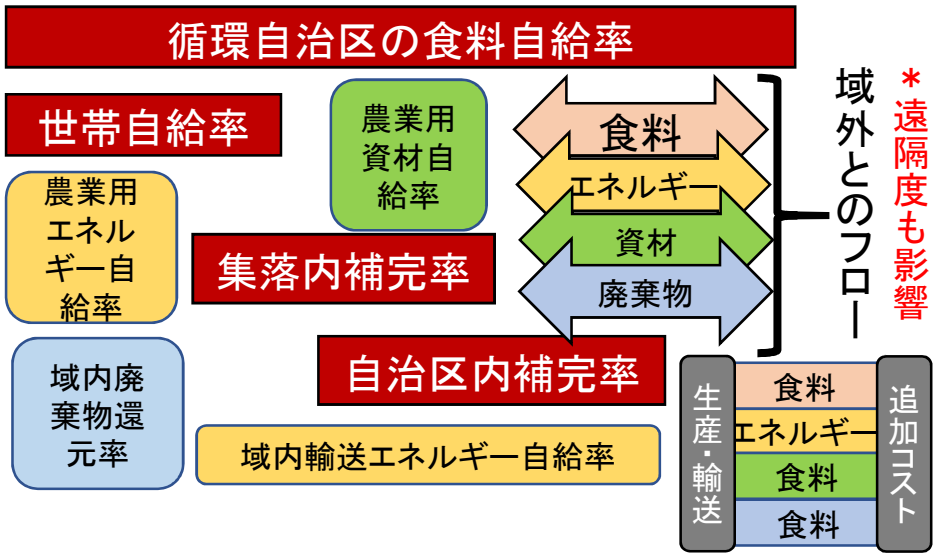 循環自治区の食料自給率
世帯自給率
農業用
資材自
給率
農業用
エネル
ギー自
給率
集落内補完率
自治区内補完率
域内廃
棄物還
元率
域内輸送エネルギー自給率
食料
エネルギー
資材
廃棄物
域外とのフロー
*遠隔度も影響
生産・輸送
食料
エネルギー
食料
食料
追加コスト